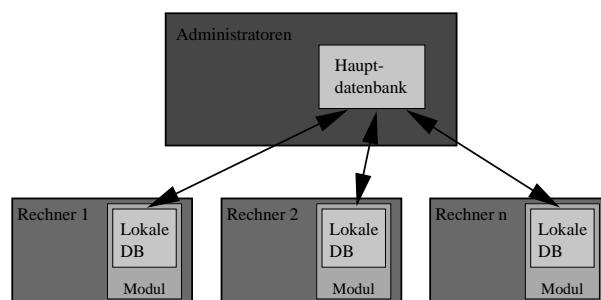 Administratoren
Haupt-
datenbank
Rechner 1
Lokale
DB
Modul
Rechner 2
Lokale
DB
Modul
Rechner n
Lokale
DB
Modul